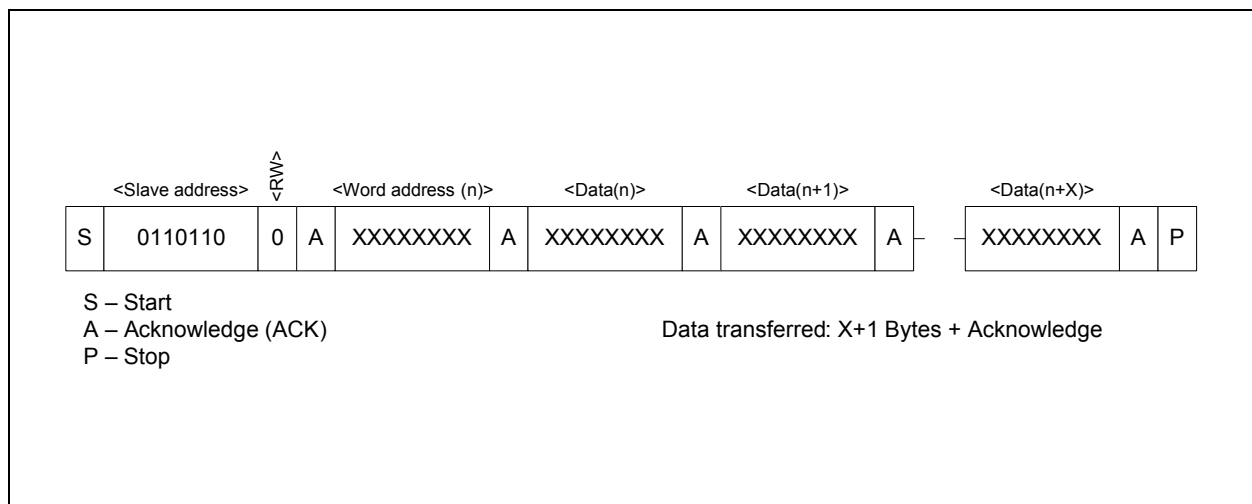 <Slave address> <RW> <Word address (n)> <Data(n)> <Data(n+1)> <Data(n+X)>
S 0110110 0 A XXXXXXXX A XXXXXXXX A XXXXXXXX A XXXXXXXX A P
S – Start
A – Acknowledge (ACK) Data transferred: X+1 Bytes + Acknowledge
P – Stop